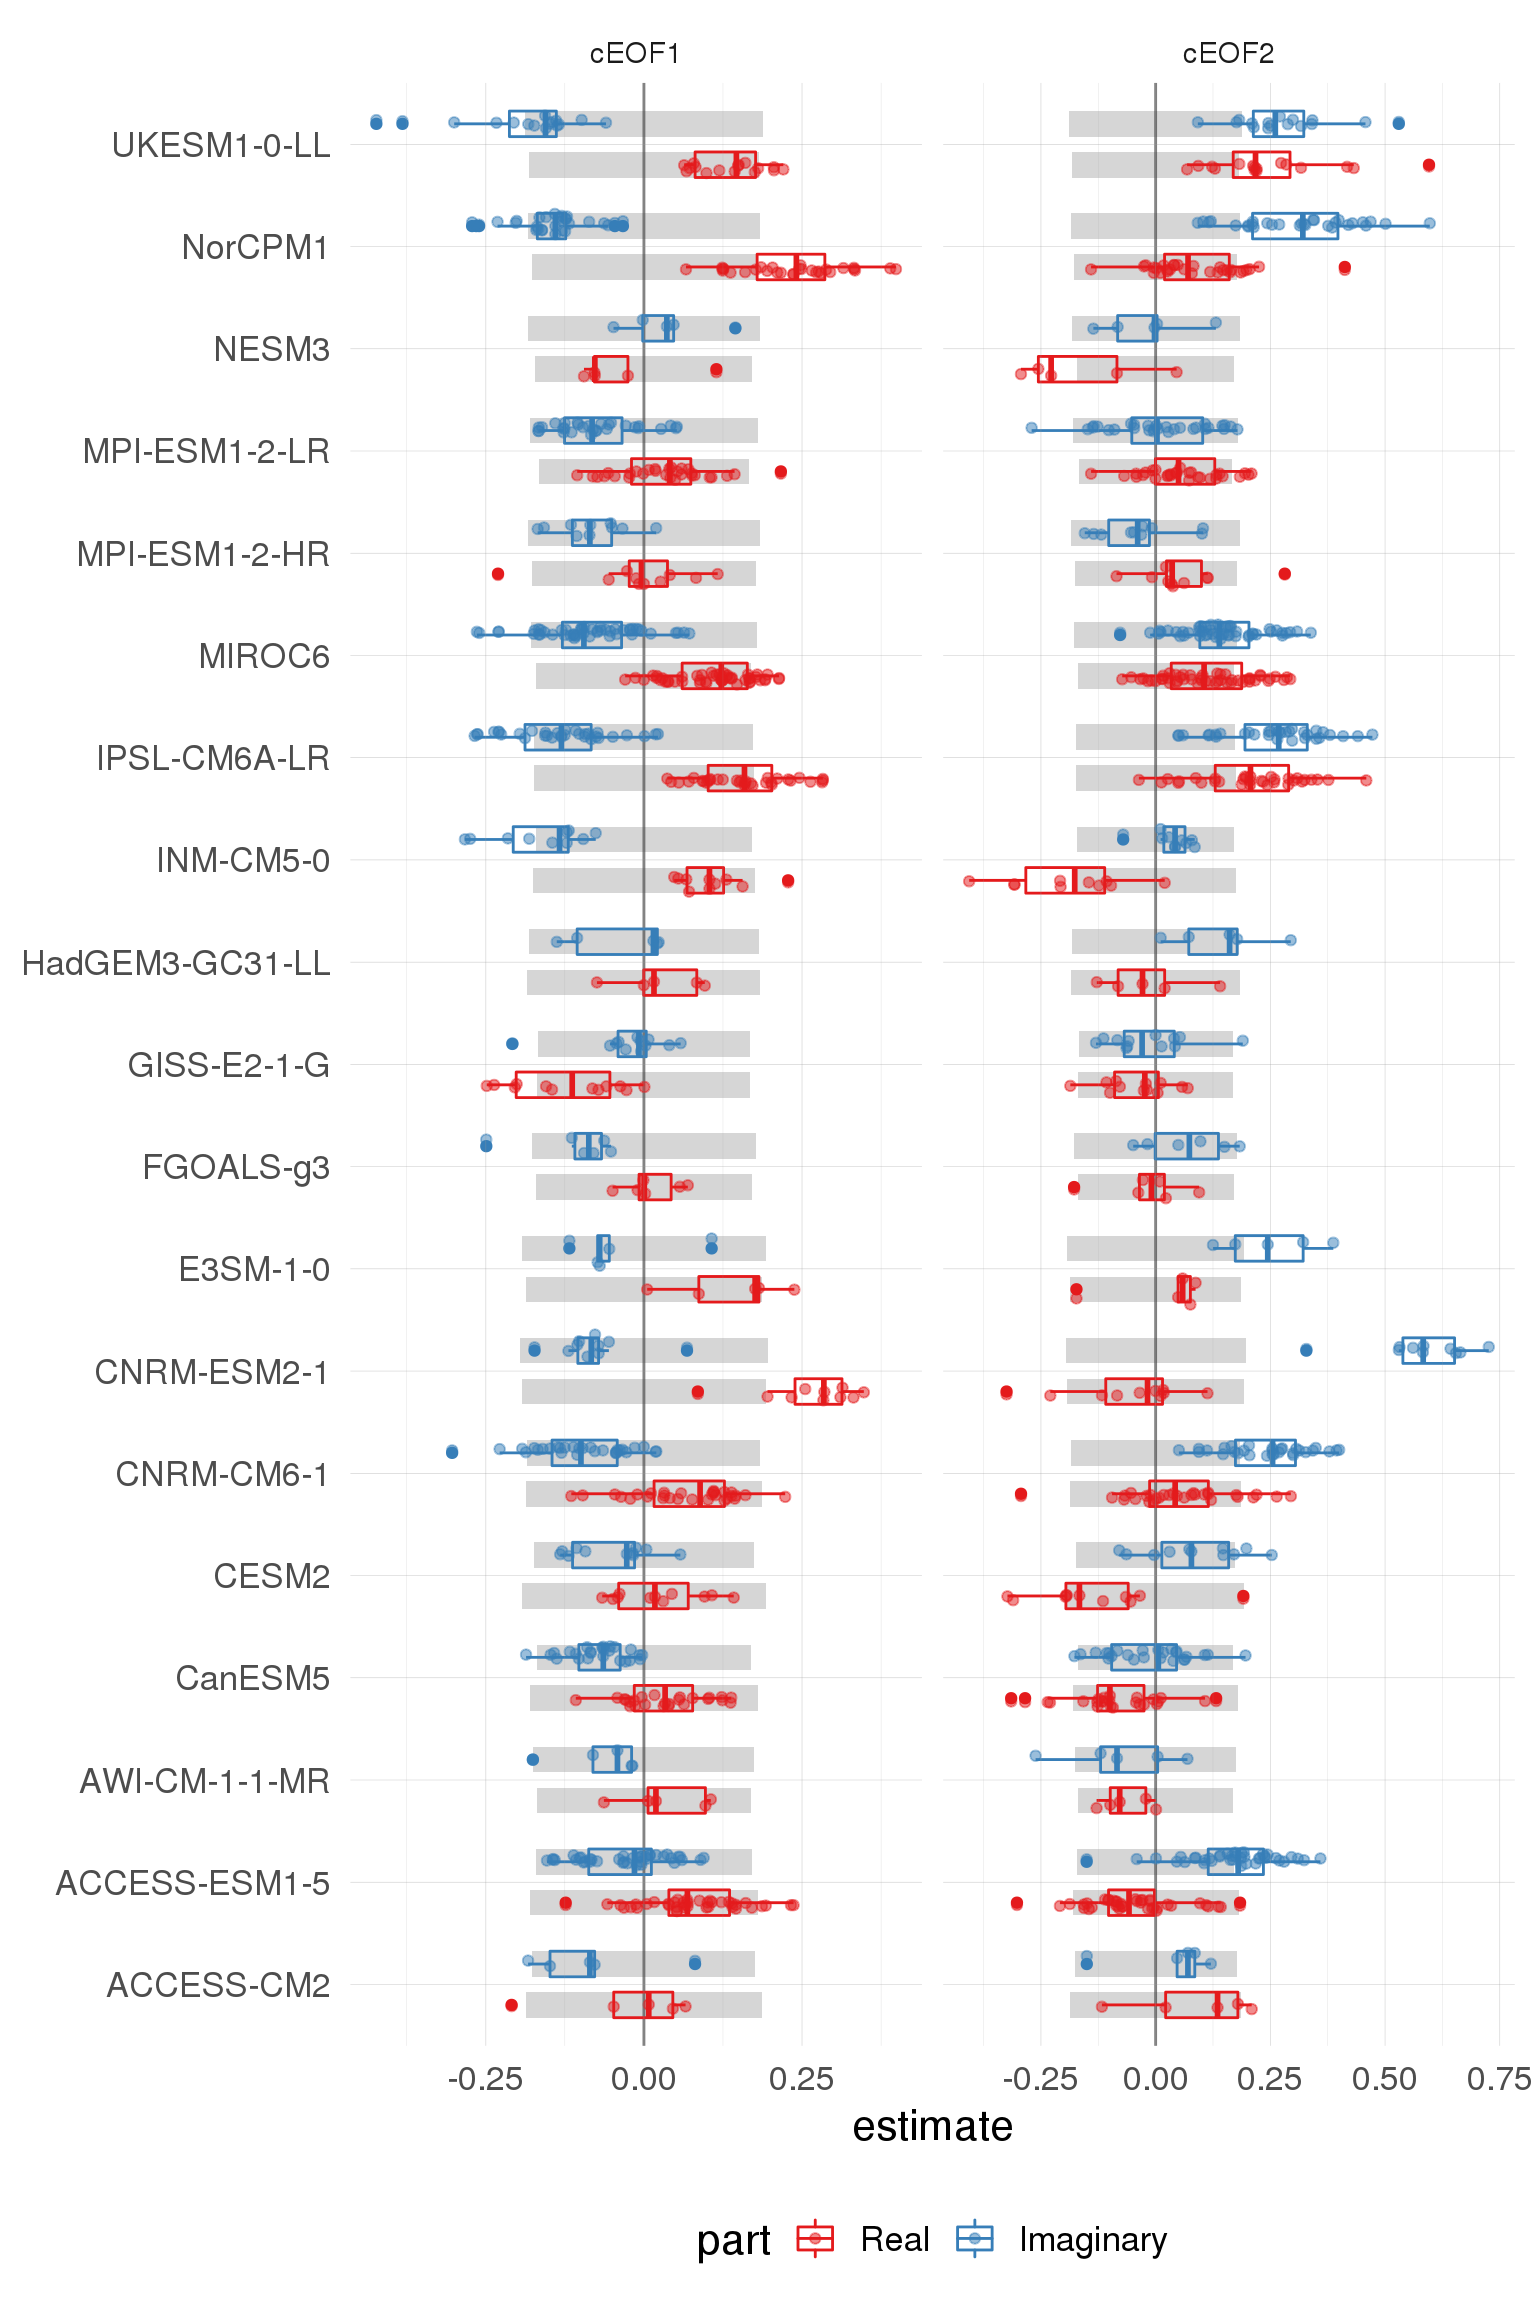 cEOF1 cEOF2
UKESM1-0-LL
NorCPM1
NESM3
MPI-ESM1-2-LR
MPI-ESM1-2-HR
MIROC6
IPSL-CM6A-LR
INM-CM5-0
HadGEM3-GC31-LL
GISS-E2-1-G
FGOALS-g3
E3SM-1-0
CNRM-ESM2-1
CNRM-CM6-1
CESM2
CanESM5
AWI-CM-1-1-MR
ACCESS-ESM1-5
ACCESS-CM2
-0.25 0.00 0.25 -0.25 0.00 0.25 0.50 0.75
estimate
part Real Imaginary